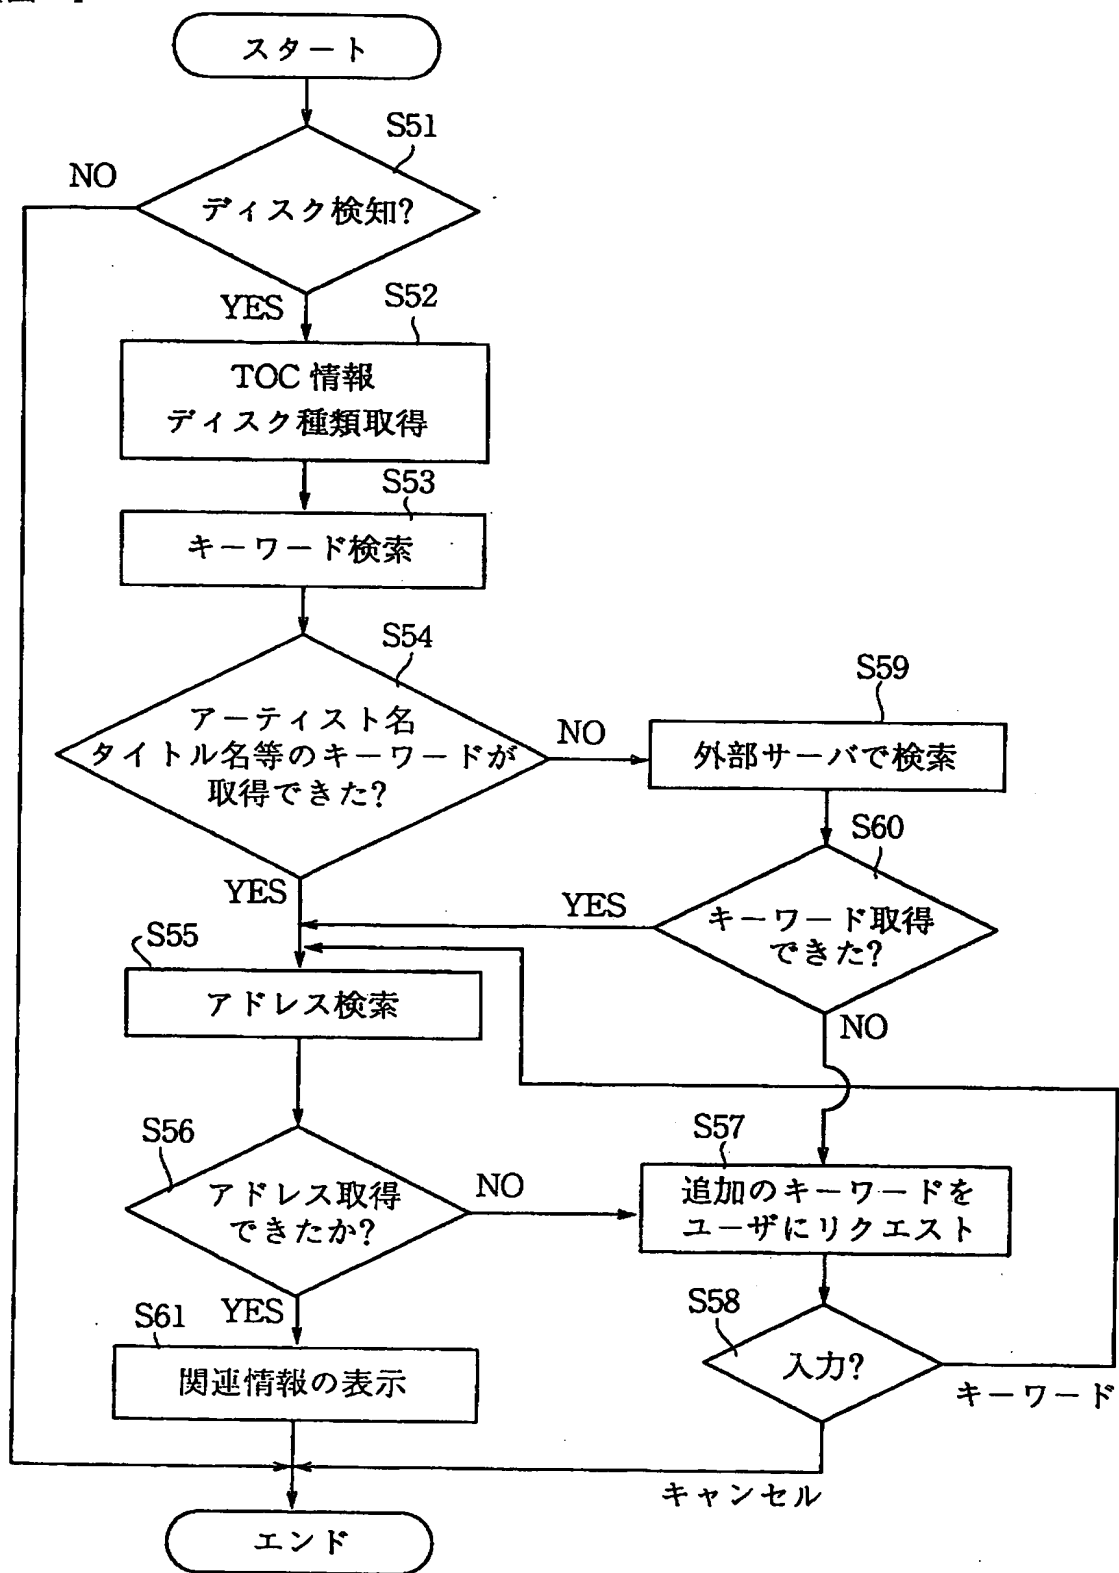 スタート
S51
NO
ディスク検知?
YES
S52
TOC 情報
ディスク種類取得
S53
キーワード検索
S54
アーティスト名
タイトル名等のキーワードが
取得できた?
NO
S59
外部サーバで検索
S60
キーワード取得
できた?
YES
YES
S55
アドレス検索
NO
S56
アドレス取得
できたか?
NO
S57
追加のキーワードを
ユーザにリクエスト
YES
S61
関連情報の表示
S58
入力?
キーワード
キャンセル
エンド